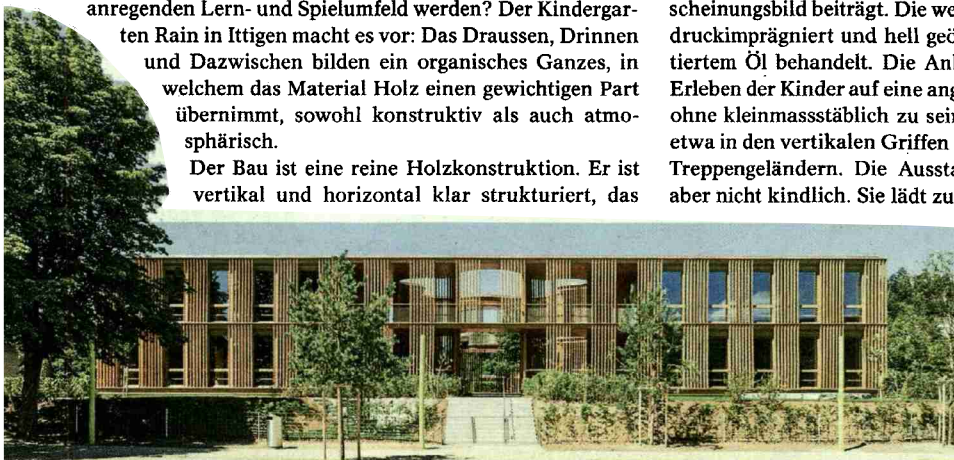 anregenden Lern- und Spielumfeld werden? Der Kindergar-
ten Rain in Ittigen macht es vor: Das Draussen, Drinnen
und Dazwischen bilden ein organisches Ganzes, in
welchem das Material Holz einen gewichtigen Part
übernimmt, sowohl konstruktiv als auch atmo-
sphärisch.
Der Bau ist eine reine Holzkonstruktion. Er ist
vertikal und horizontal klar strukturiert, das
scheinungsbild beiträgt. Die we
druckimprägniert und hell geö
tiertem Öl behandelt. Die Anl
Erleben der Kinder auf eine ang
ohne kleinmassstäblich zu sein
etwa in den vertikalen Griffen
Treppengeländern. Die Aussta
aber nicht kindlich. Sie lädt zu